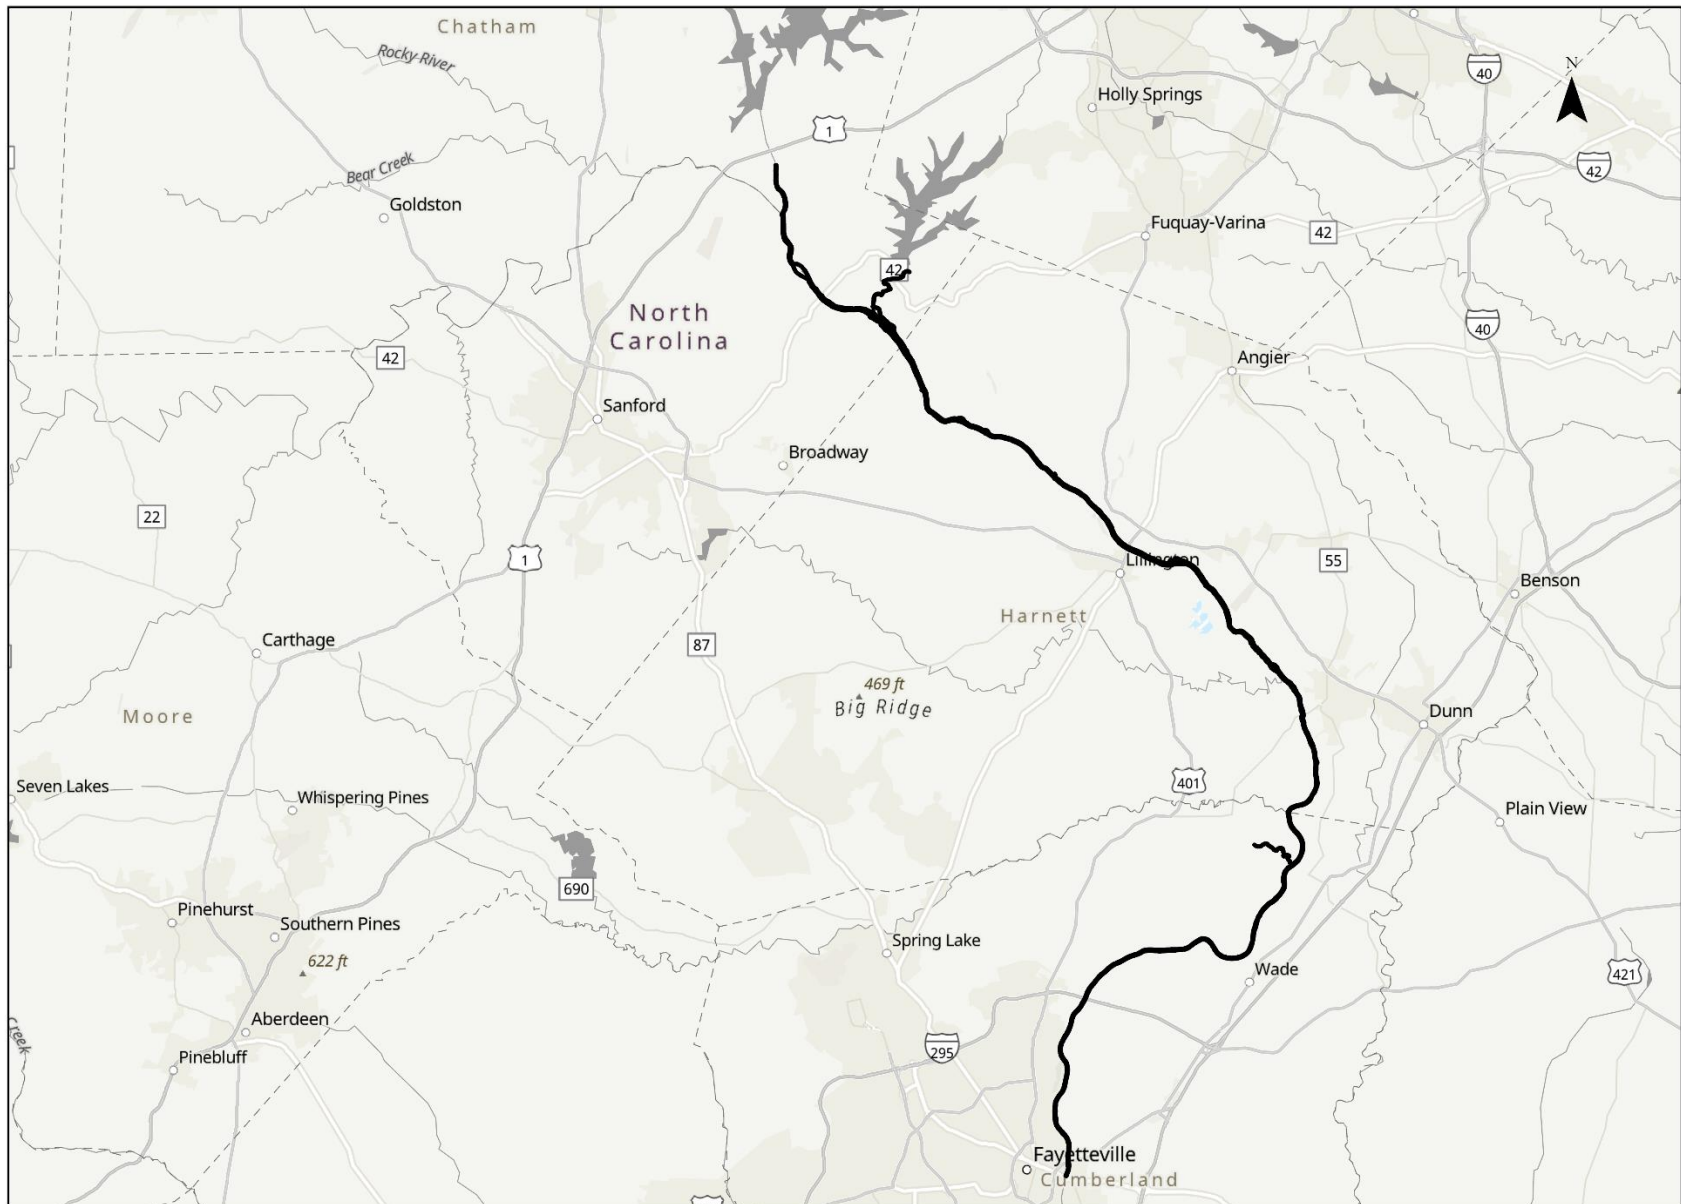 Chatham
Rocky River
40
N
Holly Springs
1
42
Bear Creek
Goldston
Fuquay-Varina
42
42
North
Carolina
40
42
Angier
Sanford
Broadway
22
1
Lillington
55
Benson
Harnett
87
Carthage
469 ft
Big Ridge
Moore
Dunn
Seven Lakes
Whispering Pines
401
Plain View
690
Pinehurst
Southern Pines
Spring Lake
622 ft
Wade
421
Aberdeen
Creek
295
Pinebluff
Fayetteville
Cumberland